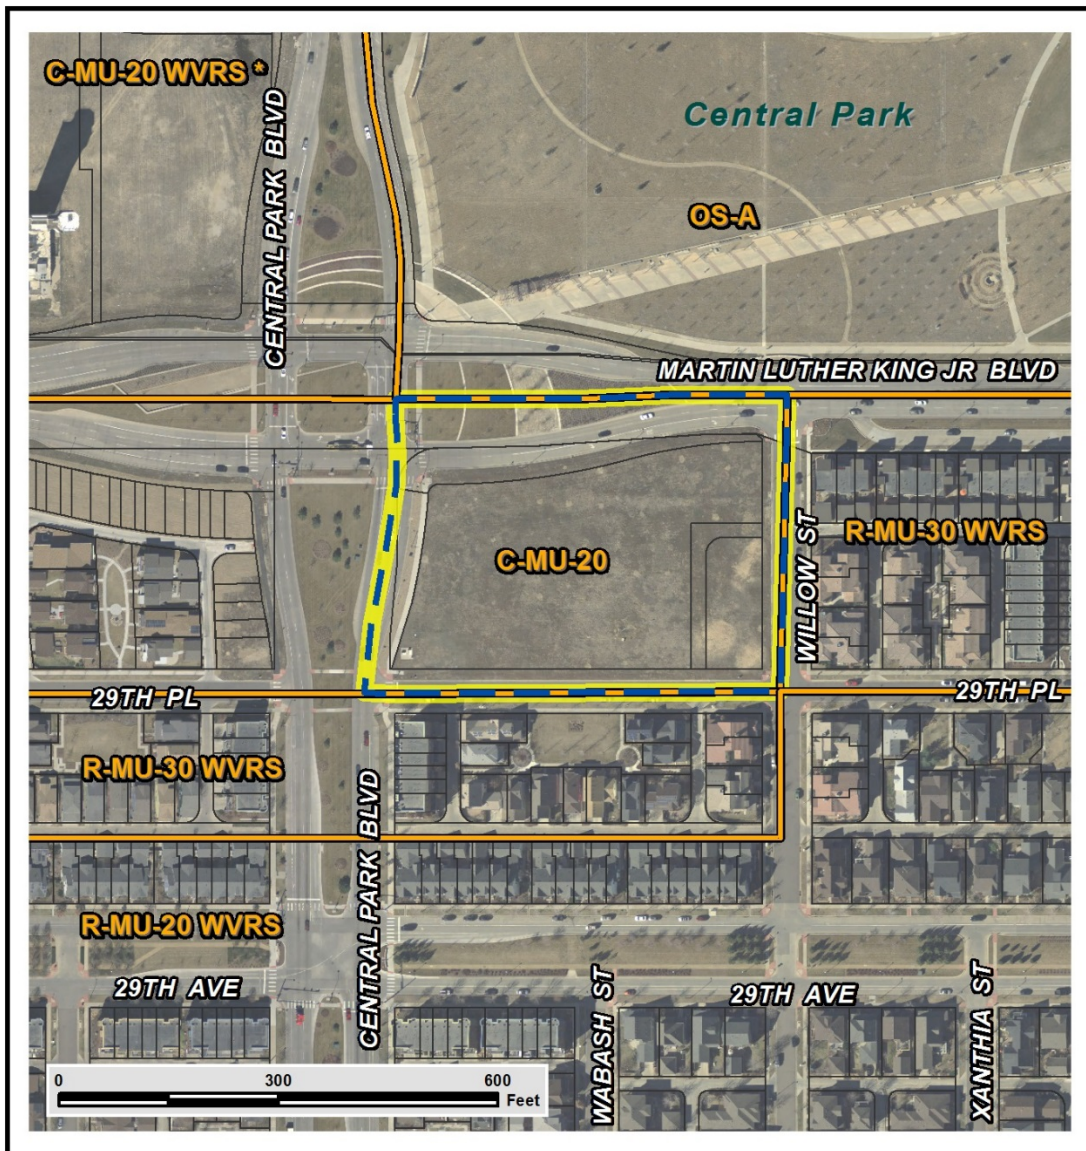 C-MU-20 WVRS *
Central Park
CENTRAL PARK BLVD
OS-A
MARTIN LUTHER KING JR BLVD
C-MU-20
WILLOW ST
R-MU-30 WVRS
29TH PL
29TH PL
R-MU-30 WVRS
CENTRAL PARK BLVD
R-MU-20 WVRS
29TH AVE
WABASH ST
29TH AVE
XANTHIA ST
0 300 600
Feet